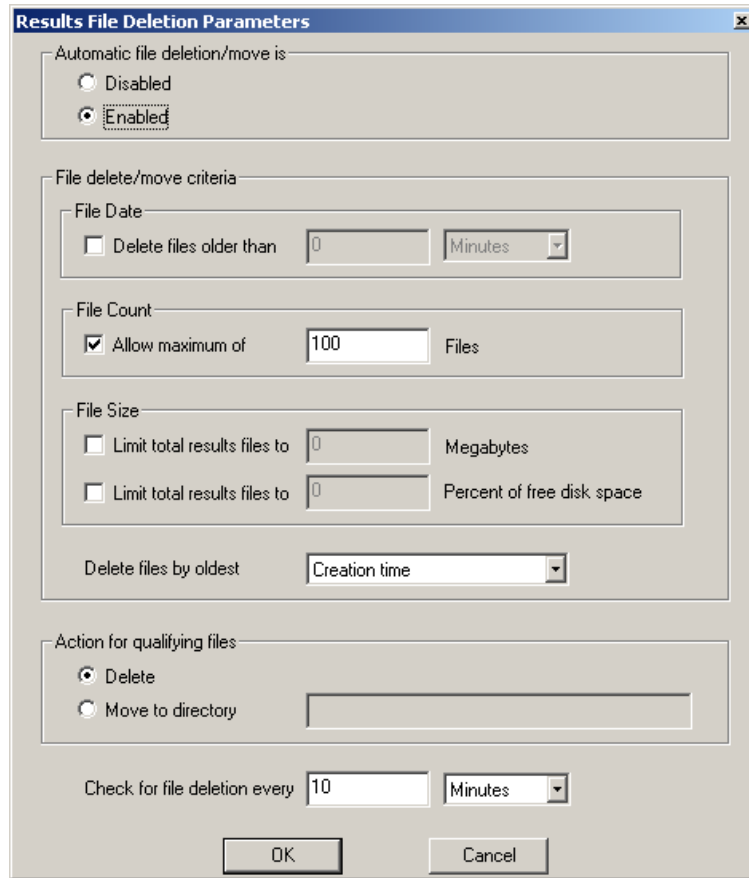 Results File Deletion Parameters
Automatic file deletion/move is
Disabled
Enabled
File delete/move criteria
File Date
Delete files older than 0 Minutes
File Count
Allow maximum of 100 Files
File Size
Limit total results files to 0 Megabytes
Limit total results files to 0 Percent of free disk space
Delete files by oldest Creation time
Action for qualifying files
Delete
Move to directory
Check for file deletion every 10 Minutes
OK Cancel